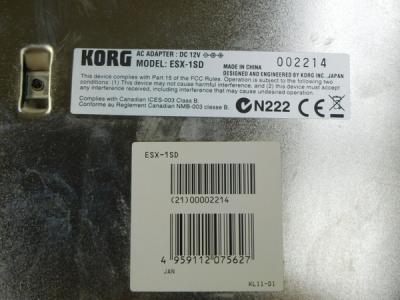 KORG
AC ADAPTER : DC 12V
MODEL: ESX-1SD
MADE IN CHINA
002214
DESIGNED AND ENGINEERED BY KORG INC. JAPAN
This device complies with Part 15 of the FCC Rules. Operation is subject to the following two
conditions: (1) This device may not cause harmful interference, and (2) this device must accept
any interference received, including interference that may cause undesired operation.
Complies with Canadian ICES-003 Class B.
Conforme au Reglement Canadien NMB-003 classe B.
N222
CE
ESX-1SD
(21)00002214
4 959112 075627
JAN
KL11-01